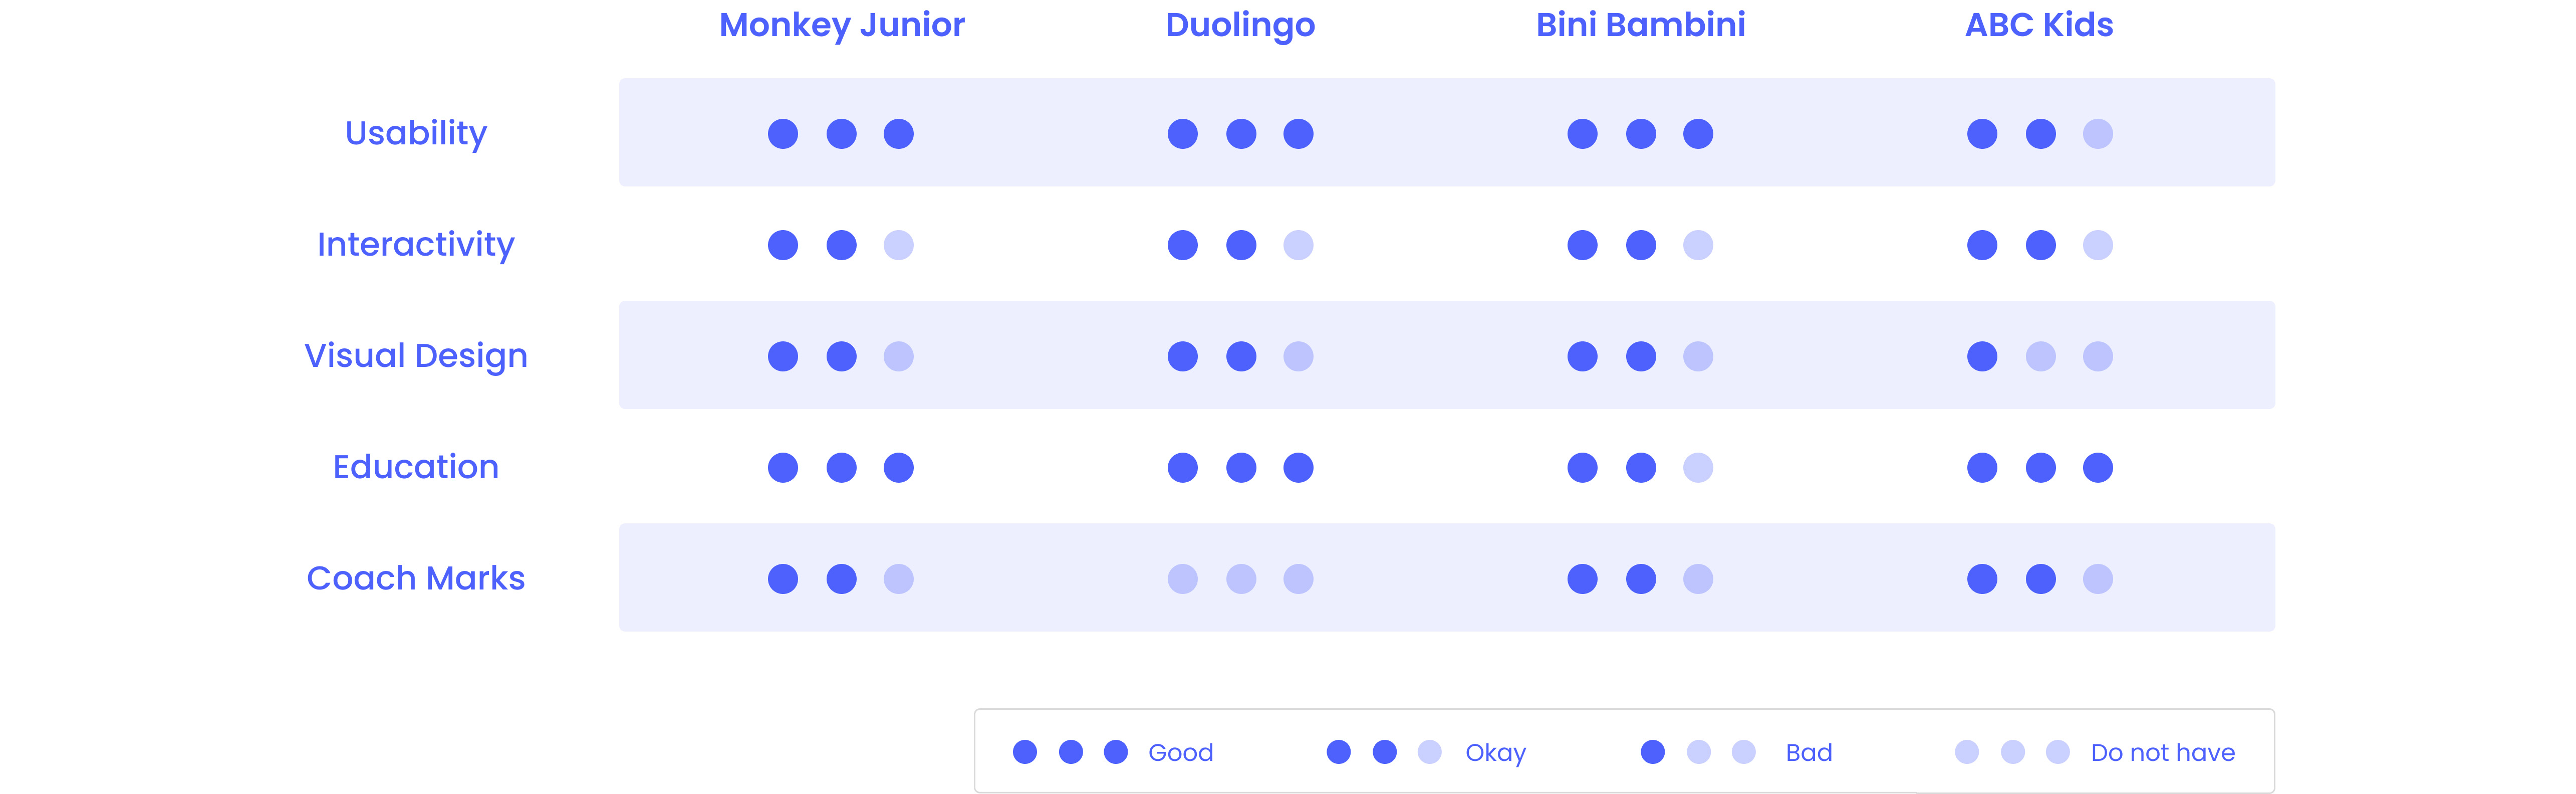 Monkey Junior Duolingo Bini Bambini ABC Kids
Usability
Interactivity
Visual Design
Education
Coach Marks
Good Okay Bad Do not have